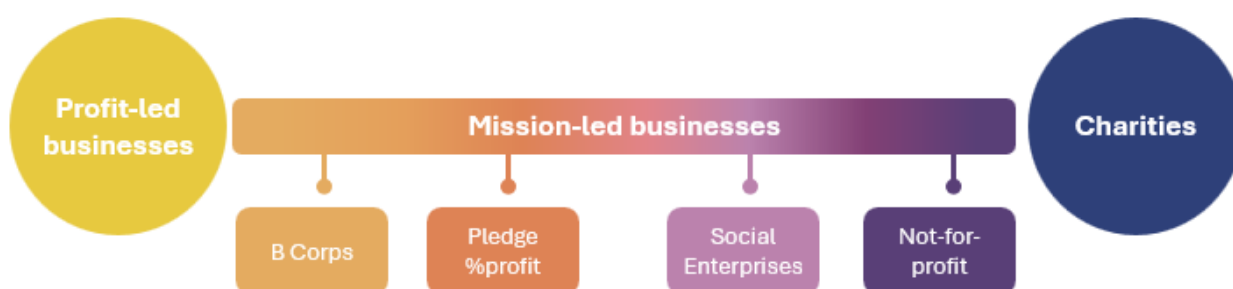 Profit-led
businesses
Mission-led businesses
Charities
B Corps
Pledge
%profit
Social
Enterprises
Not-for-
profit